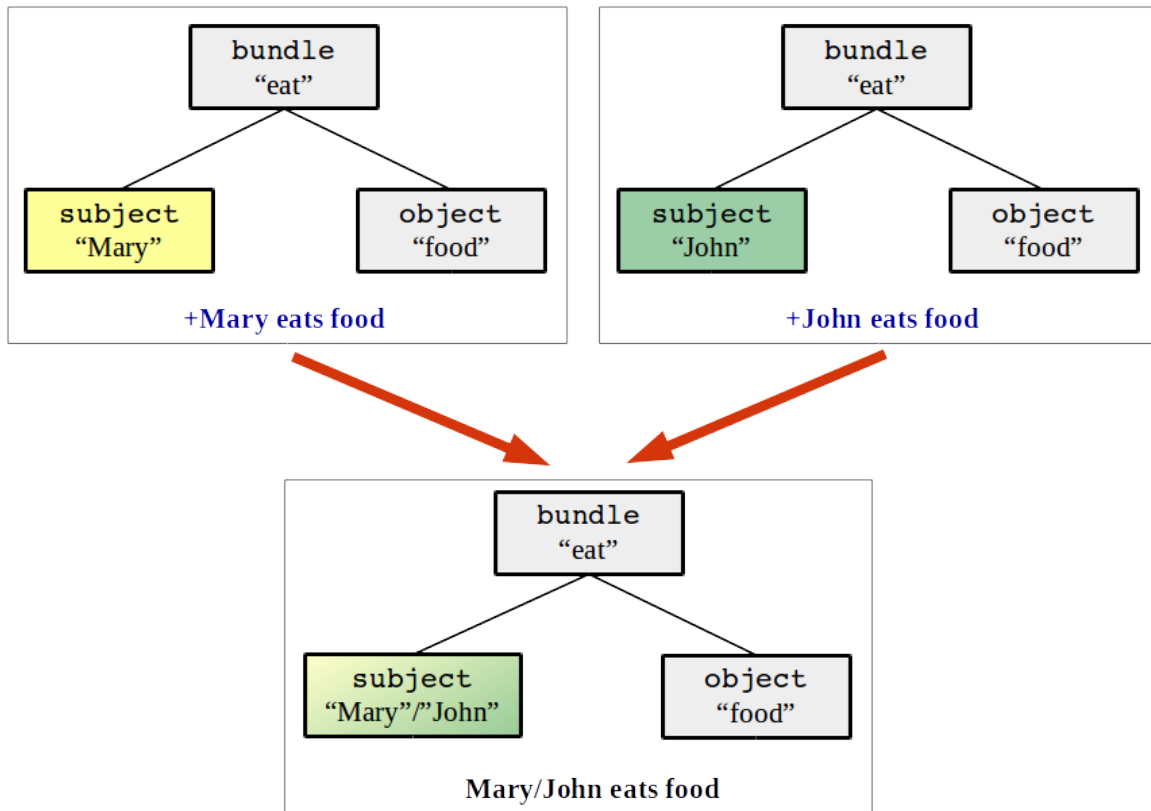 bundle
“eat”
subject
“Mary”
object
“food”
+Mary eats food
bundle
“eat”
subject
“John”
object
“food”
+John eats food
bundle
“eat”
subject
“Mary”/”John”
object
“food”
Mary/John eats food